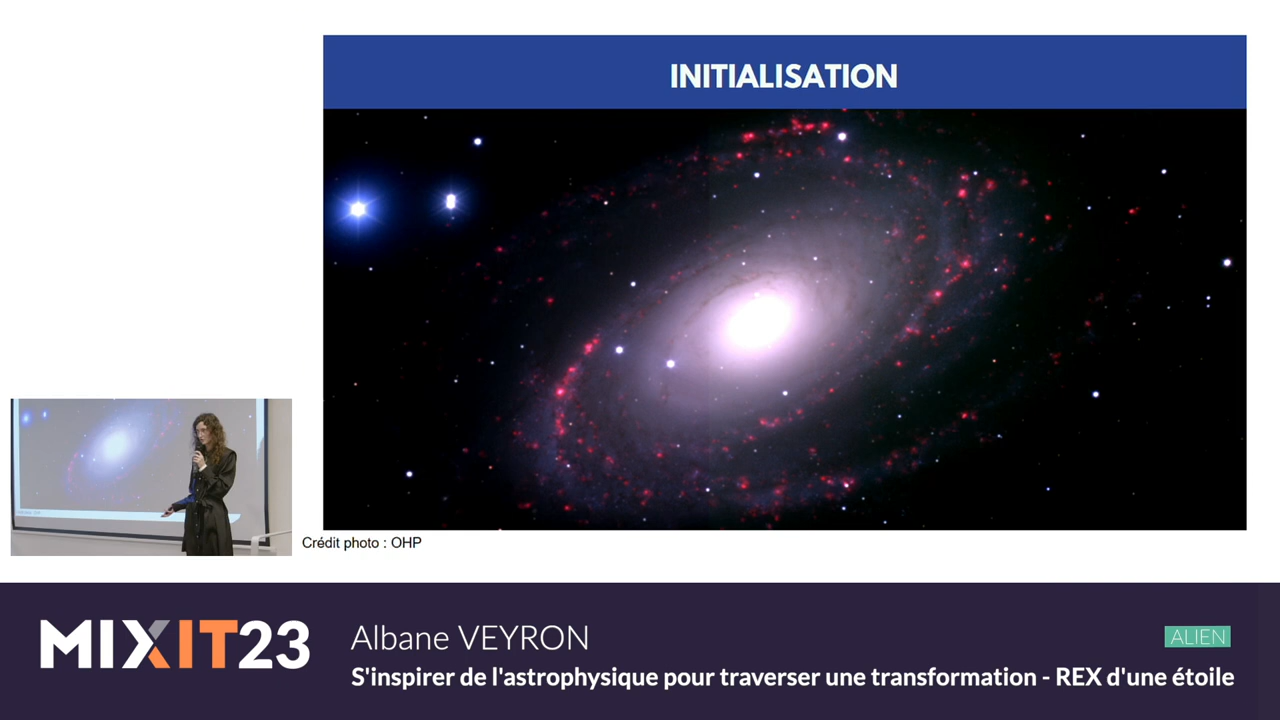 INITIALISATION
Crédit photo : OHP
MIXIT23
Albane VEYRON
ALIEN
S'inspirer de l'astrophysique pour traverser une transformation - REX d'une étoile